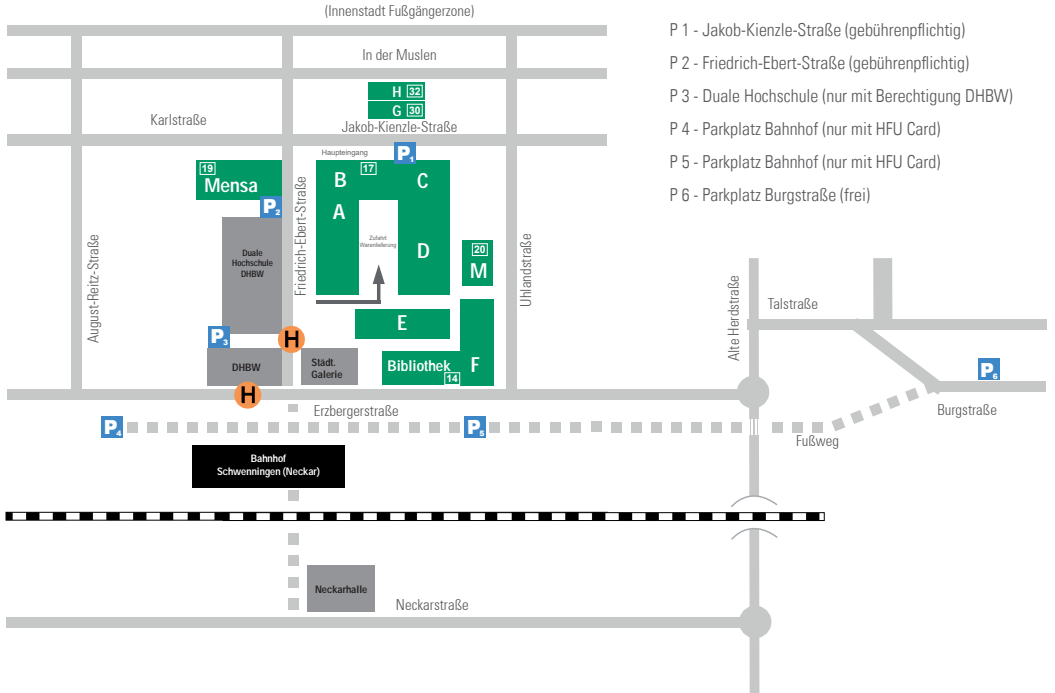 (Innenstadt Fußgängerzone)
In der Muslen
H 32
G 30
Karlstraße
Jakob-Kienzle-Straße
P 1 - Jakob-Kienzle-Straße (gebührenpflichtig)
P 2 - Friedrich-Ebert-Straße (gebührenpflichtig)
P 3 - Duale Hochschule (nur mit Berechtigung DHBW)
P 4 - Parkplatz Bahnhof (nur mit HFU Card)
P 5 - Parkplatz Bahnhof (nur mit HFU Card)
P 6 - Parkplatz Burgstraße (frei)
Haupteingang
P1
19
Mensa
P2
B
17
C
A
D
Zufahrt
Warenlieferung
20
M
Duale
Hochschule
DHBW
August-Reitz-Straße
Friedrich-Ebert-Straße
Uhlandstraße
E
P3
H
DHBW
H
Städt.
Galerie
Bibliothek
14
F
Alte Herdstraße
Talstraße
P6
Burgstraße
Erzbergerstraße
P4
P5
Fußweg
Bahnhof
Schwenningen (Neckar)
Neckarhalle
Neckarstraße